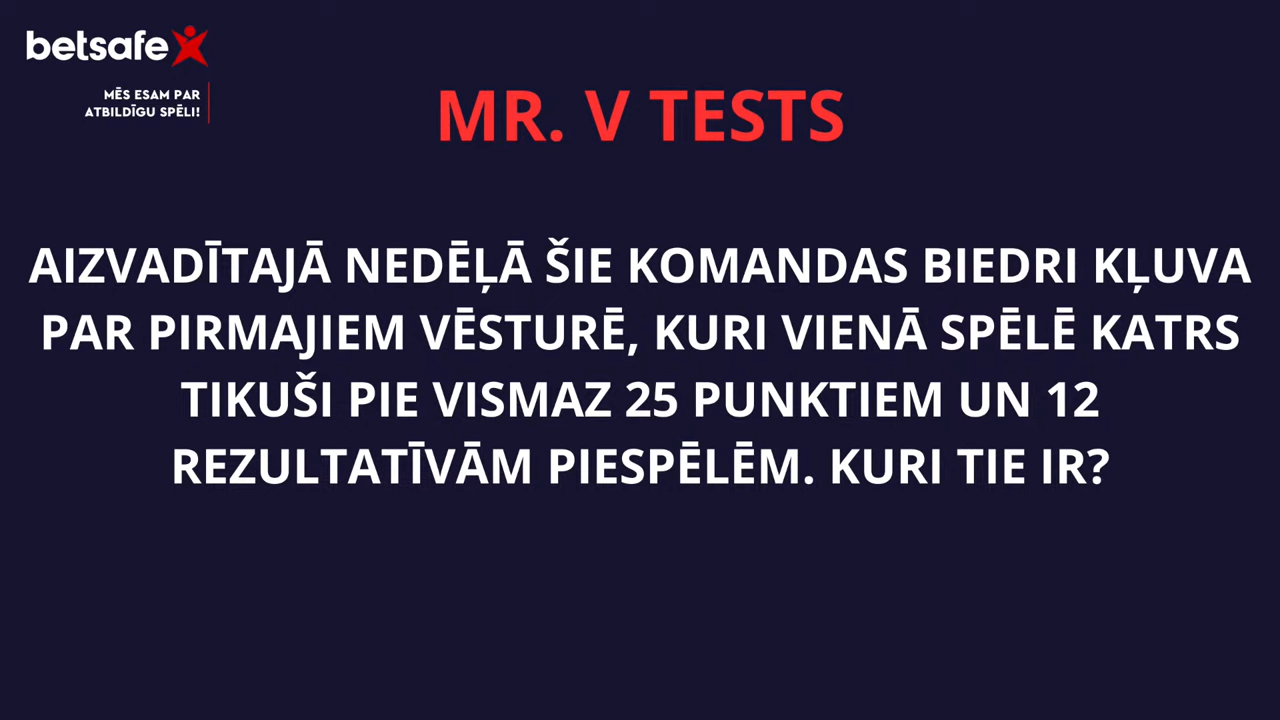 betsafe
MĒS ESAM PAR
ATBILDĪGU SPĒLI!
MR. V TESTS
AIZVADĪTAJĀ NEDĒĻĀ ŠIE KOMANDAS BIEDRI KĻUVA
PAR PIRMAJIEM VĒSTURĒ, KURI VIENĀ SPĒLĒ KATRS
TIKUŠI PIE VISMAZ 25 PUNKTIEM UN 12
REZULTATĪVĀM PIESPĒLĒM. KURI TIE IR?